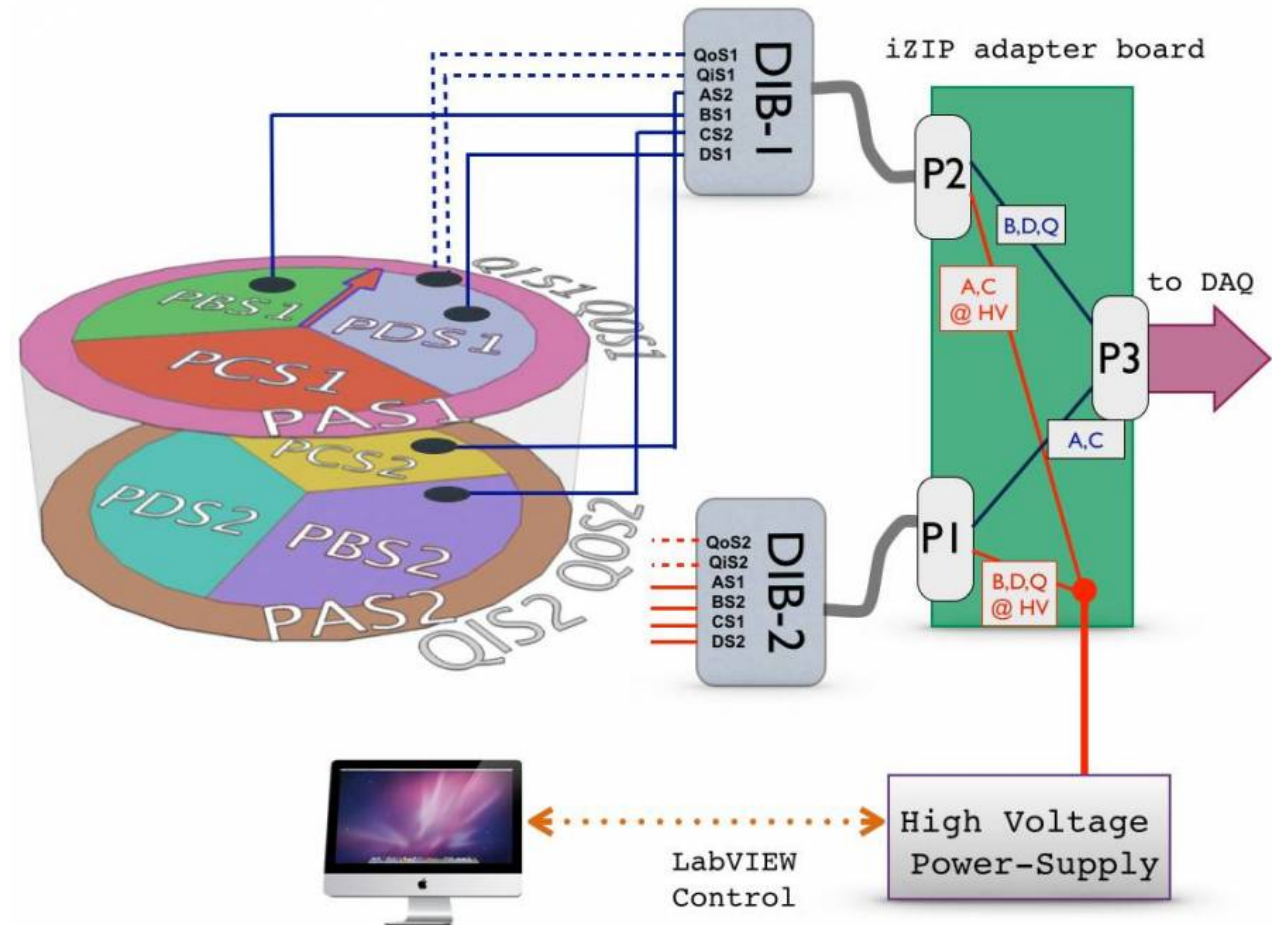 iZIP adapter board
QoS1
QiS1
AS2
BS1
CS2
DS1
DIB-1
P2
B,D,Q
A,C
@ HV
to DAQ
P3
A,C
P1
B,D,Q
@ HV
PBS1
PDS1
PCS1
PAS1
QIS1 QOS1
PCS2
PDS2
PBS2
PAS2
QIS2 QOS2
QoS2
QiS2
AS1
BS2
CS1
DS2
DIB-2
LabVIEW
Control
High Voltage
Power-Supply